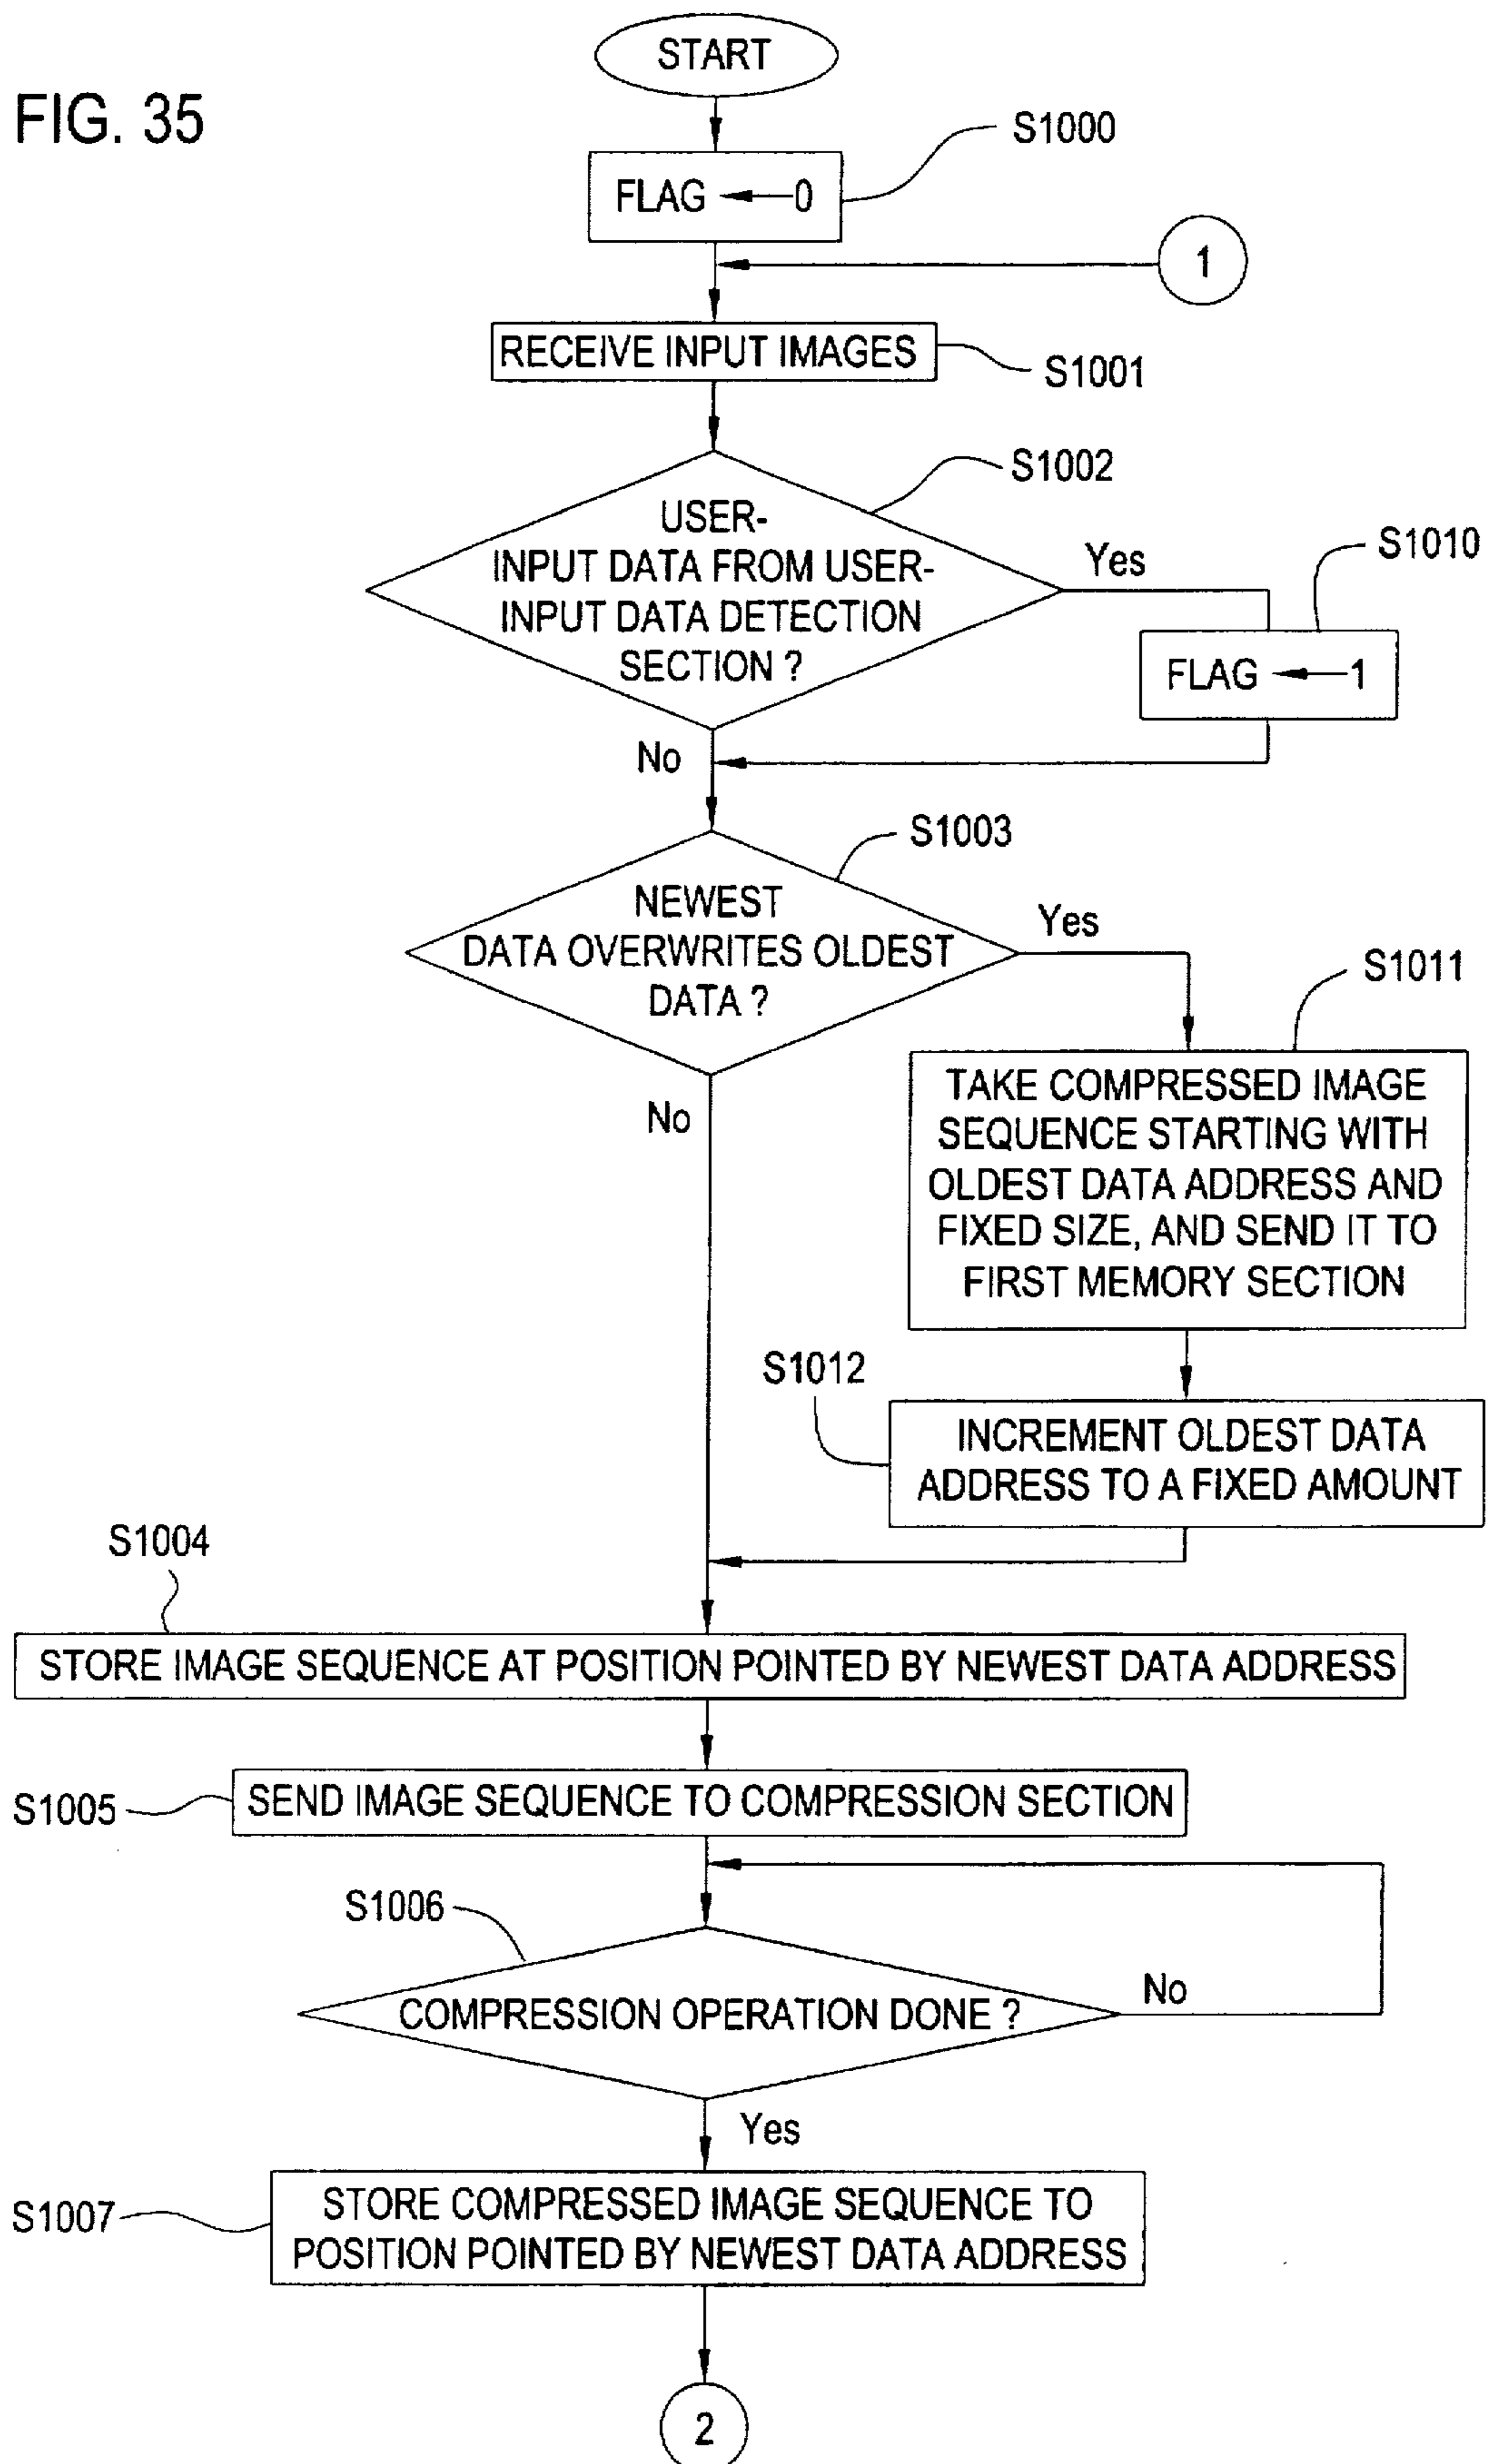 FIG. 35
START
S1000
FLAG ← 0
1
RECEIVE INPUT IMAGES
S1001
S1002
USER-
INPUT DATA FROM USER-
INPUT DATA DETECTION
SECTION ?
Yes
S1010
FLAG ← 1
No
S1003
NEWEST
DATA OVERWRITES OLDEST
DATA ?
Yes
S1011
No
TAKE COMPRESSED IMAGE
SEQUENCE STARTING WITH
OLDEST DATA ADDRESS AND
FIXED SIZE, AND SEND IT TO
FIRST MEMORY SECTION
S1012
INCREMENT OLDEST DATA
ADDRESS TO A FIXED AMOUNT
S1004
STORE IMAGE SEQUENCE AT POSITION POINTED BY NEWEST DATA ADDRESS
S1005
SEND IMAGE SEQUENCE TO COMPRESSION SECTION
S1006
COMPRESSION OPERATION DONE ?
No
Yes
S1007
STORE COMPRESSED IMAGE SEQUENCE TO
POSITION POINTED BY NEWEST DATA ADDRESS
2